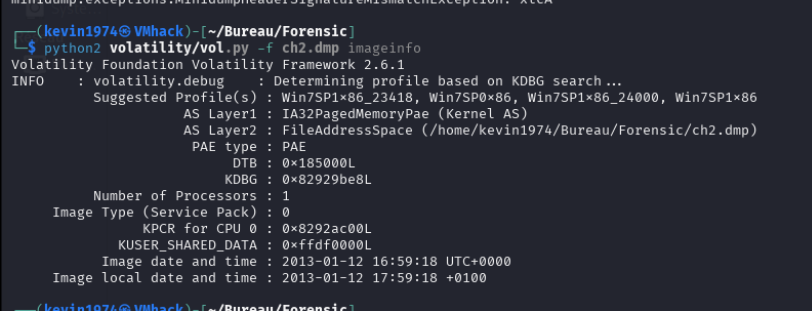 minidump.exceptions.MinidumpHeaderSignatureMismatchException:
┌──(kevin1974㉿VMhack)-[~/Bureau/Forensic]
└─$ python2 volatility/vol.py -f ch2.dmp imageinfo
Volatility Foundation Volatility Framework 2.6.1
INFO    : volatility.debug    : Determining profile based on KDBG search...
Suggested Profile(s) : Win7SP1x86_23418, Win7SP0x86, Win7SP1x86_24000, Win7SP1x86
AS Layer1 : IA32PagedMemoryPae (Kernel AS)
AS Layer2 : FileAddressSpace (/home/kevin1974/Bureau/Forensic/ch2.dmp)
PAE type : PAE
DTB : 0x185000L
KDBG : 0x82929be8L
Number of Processors : 1
Image Type (Service Pack) : 0
KPCR for CPU 0 : 0x8292ac00L
KUSER_SHARED_DATA : 0xffdf0000L
Image date and time : 2013-01-12 16:59:18 UTC+0000
Image local date and time : 2013-01-12 17:59:18 +0100
┌──(kevin1974㉿VMhack)-[~/Bureau/Forensic]